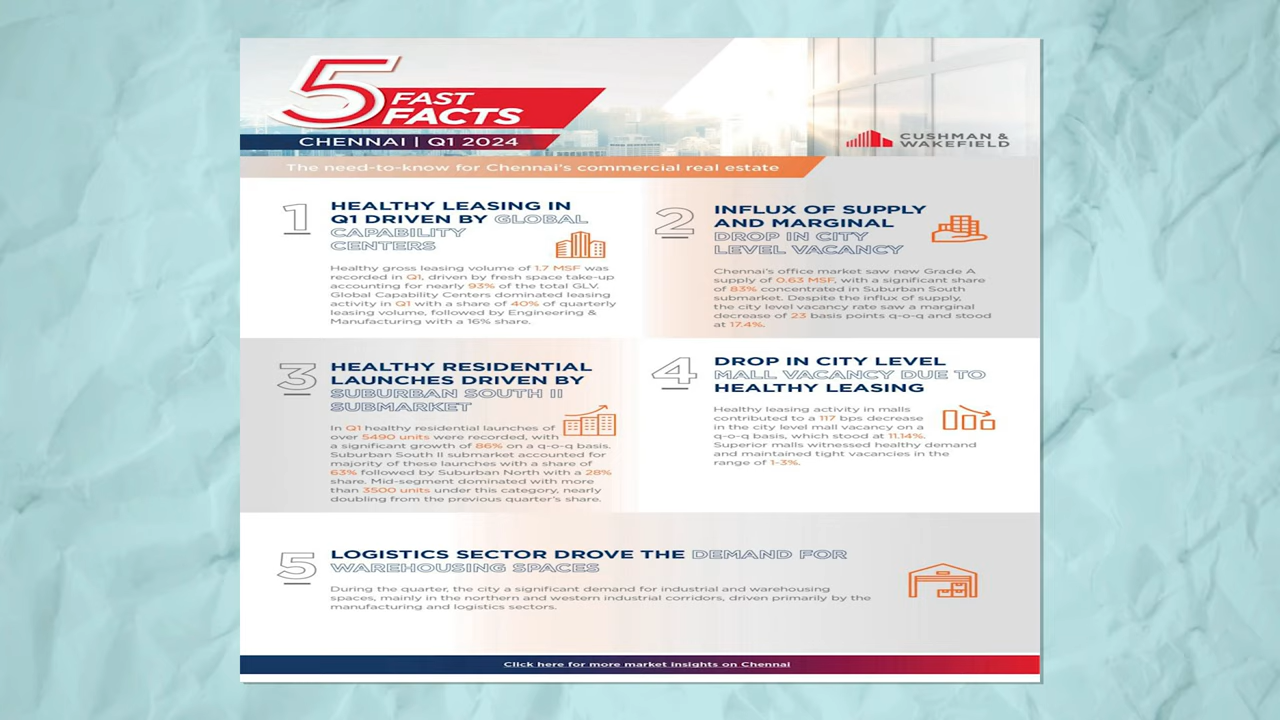 5 FAST
FACTS
CHENNAI | Q1 2024
CUSHMAN &
WAKEFIELD
The need-to-know for Chennai's commercial real estate
1
HEALTHY LEASING IN
Q1 DRIVEN BY GLOBAL
CAPABILITY
CENTERS
Healthy gross leasing volume of 1.7 MSF was
recorded in Q1, driven by fresh space take-up
accounting for nearly 93% of the total GLV.
Global Capability Centers dominated leasing
activity in Q1 with a share of 40% of quarterly
leasing volume, followed by Engineering &
Manufacturing with a 16% share.
2
INFLUX OF SUPPLY
AND MARGINAL
DROP IN CITY
LEVEL VACANCY
Chennai's office market saw new Grade A
supply of 0.63 MSF, with a significant share
of 83% concentrated in Suburban South
submarket. Despite the influx of supply,
the city level vacancy rate saw a marginal
decrease of 23 basis points q-o-q and stood
at 17.4%.
3
HEALTHY RESIDENTIAL
LAUNCHES DRIVEN BY
SUBURBAN SOUTH II
SUBMARKET
In Q1 healthy residential launches of
over 5490 units were recorded, with
a significant growth of 86% on a q-o-q basis.
Suburban South II submarket accounted for
majority of these launches with a share of
63% followed by Suburban North with a 28%
share. Mid-segment dominated with more
than 3500 units under this category, nearly
doubling from the previous quarter's share.
4
DROP IN CITY LEVEL
MALL VACANCY DUE TO
HEALTHY LEASING
Healthy leasing activity in malls
contributed to a 117 bps decrease
in the city level mall vacancy on a
q-o-q basis, which stood at 11.14%.
Superior malls witnessed healthy demand
and maintained tight vacancies in the
range of 1-3%.
5
LOGISTICS SECTOR DROVE THE DEMAND FOR
WAREHOUSING SPACES
During the quarter, the city a significant demand for industrial and warehousing
spaces, mainly in the northern and western industrial corridors, driven primarily by the
manufacturing and logistics sectors.
Click here for more market insights on Chennai